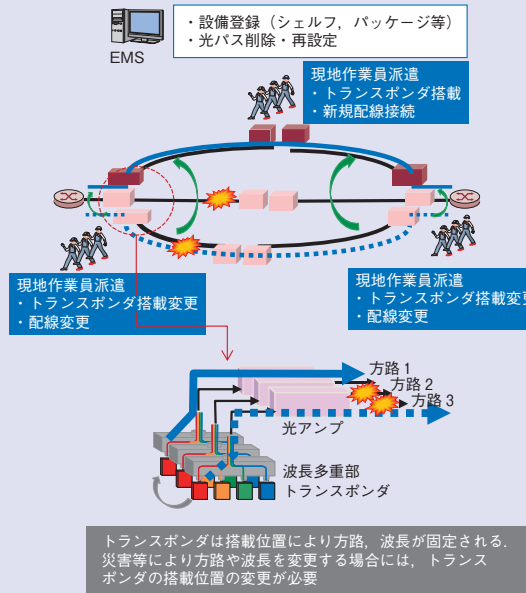 ・設備登録（シェルフ，パッケージ等）
・光パス削除・再設定
EMS
現地作業員派遣
・トランスポンダ搭載
・新規配線接続
現地作業員派遣
・トランスポンダ搭載変更
・配線変更
現地作業員派遣
・トランスポンダ搭載変更
・配線変更
方路 1
方路 2
方路 3
光アンプ
波長多重部
トランスポンダ
トランスポンダは搭載位置により方路，波長が固定される．
災害等により方路や波長を変更する場合には，トランス
ポンダの搭載位置の変更が必要